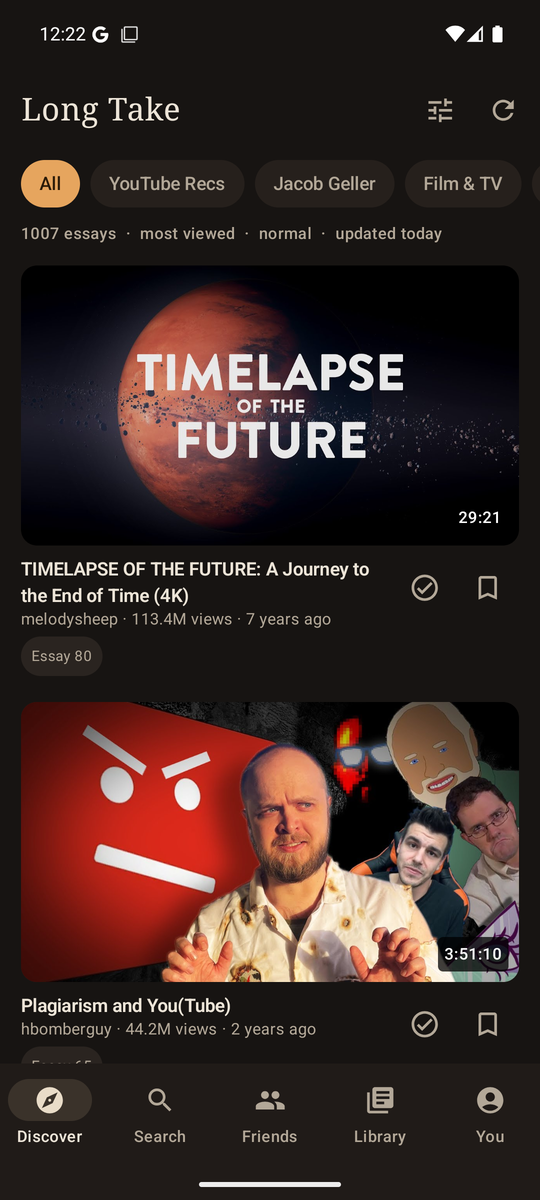 12:22
Long Take
All
YouTube Recs
Jacob Geller
Film & TV
1007 essays · most viewed · normal · updated today
TIMELAPSE
OF THE
FUTURE
29:21
TIMELAPSE OF THE FUTURE: A Journey to
the End of Time (4K)
melodysheep · 113.4M views · 7 years ago
Essay 80
3:51:10
Plagiarism and You(Tube)
hbomberguy · 44.2M views · 2 years ago
Discover
Search
Friends
Library
You